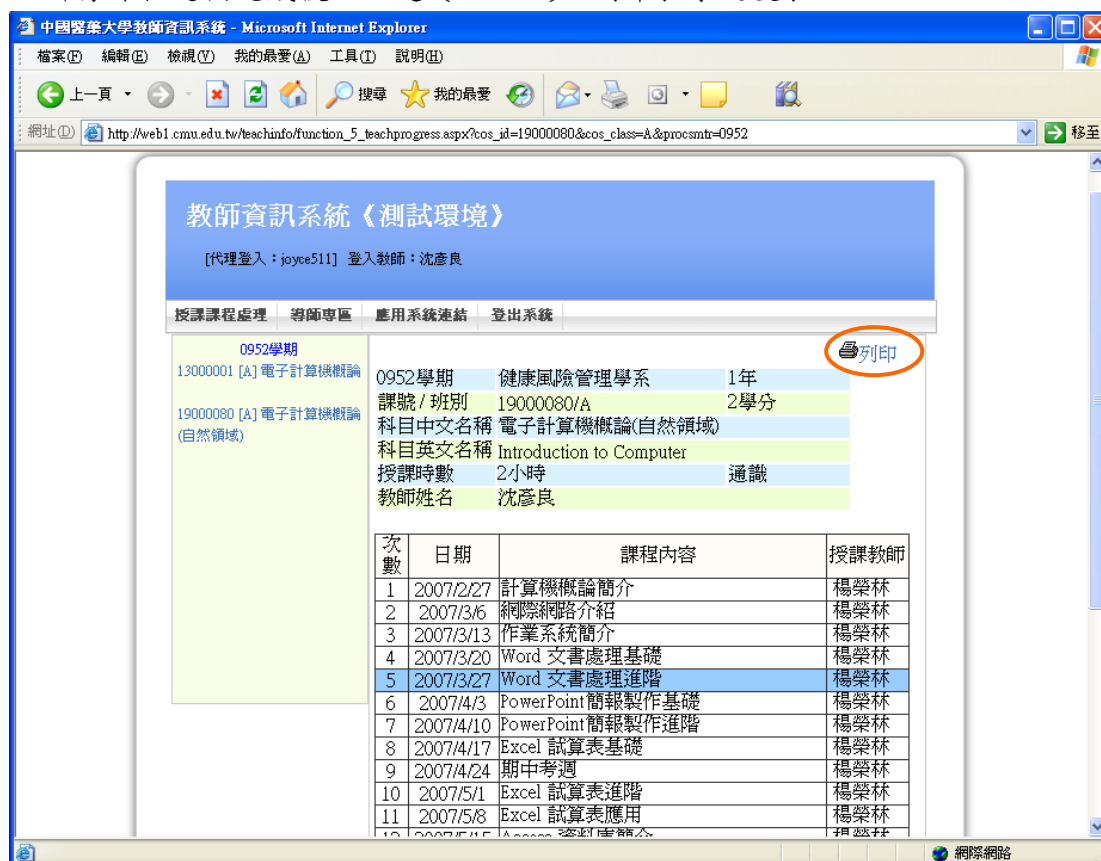 中國醫藥大學教師資訊系統 - Microsoft Internet Explorer
檔案(F) 編輯(E) 檢視(V) 我的最愛(A) 工具(T) 說明(H)
上一頁 搜尋 我的最愛
網址(D) http://web1.cmu.edu.tw/teachinfo/function_5_teachprogress.aspx?cos_id=19000080&cos_class=A&procsmtr=0952 移至
教師資訊系統《測試環境》
[代理登入：joyce511] 登入教師：沈彥良
授課課程處理 導師專區 應用系統連結 登出系統
0952學期
13000001 [A] 電子計算機概論
19000080 [A] 電子計算機概論
(自然領域)
列印
0952學期 健康風險管理學系 1年
課號 / 班別 19000080/A 2學分
科目中文名稱 電子計算機概論(自然領域)
科目英文名稱 Introduction to Computer
授課時數 2小時 通識
教師姓名 沈彥良
次數 日期 課程內容 授課教師
1 2007/2/27 計算機概論簡介 楊榮林
2 2007/3/6 網際網路介紹 楊榮林
3 2007/3/13 作業系統簡介 楊榮林
4 2007/3/20 Word 文書處理基礎 楊榮林
5 2007/3/27 Word 文書處理進階 楊榮林
6 2007/4/3 PowerPoint簡報製作基礎 楊榮林
7 2007/4/10 PowerPoint簡報製作進階 楊榮林
8 2007/4/17 Excel 試算表基礎 楊榮林
9 2007/4/24 期中考週 楊榮林
10 2007/5/1 Excel 試算表進階 楊榮林
11 2007/5/8 Excel 試算表應用 楊榮林
12 2007/5/15 Access 資料庫簡介 楊榮林
網際網路